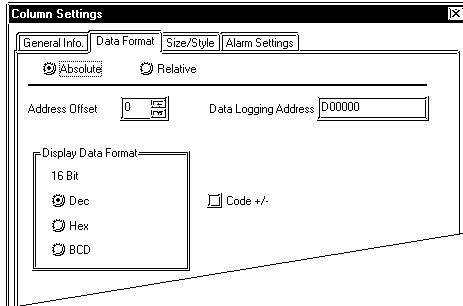 Column Settings
General Info. Data Format Size/Style Alarm Settings
Absolute Relative
Address Offset 0 Data Logging Address D00000
Display Data Format
16 Bit
Dec Code +/-
Hex
BCD